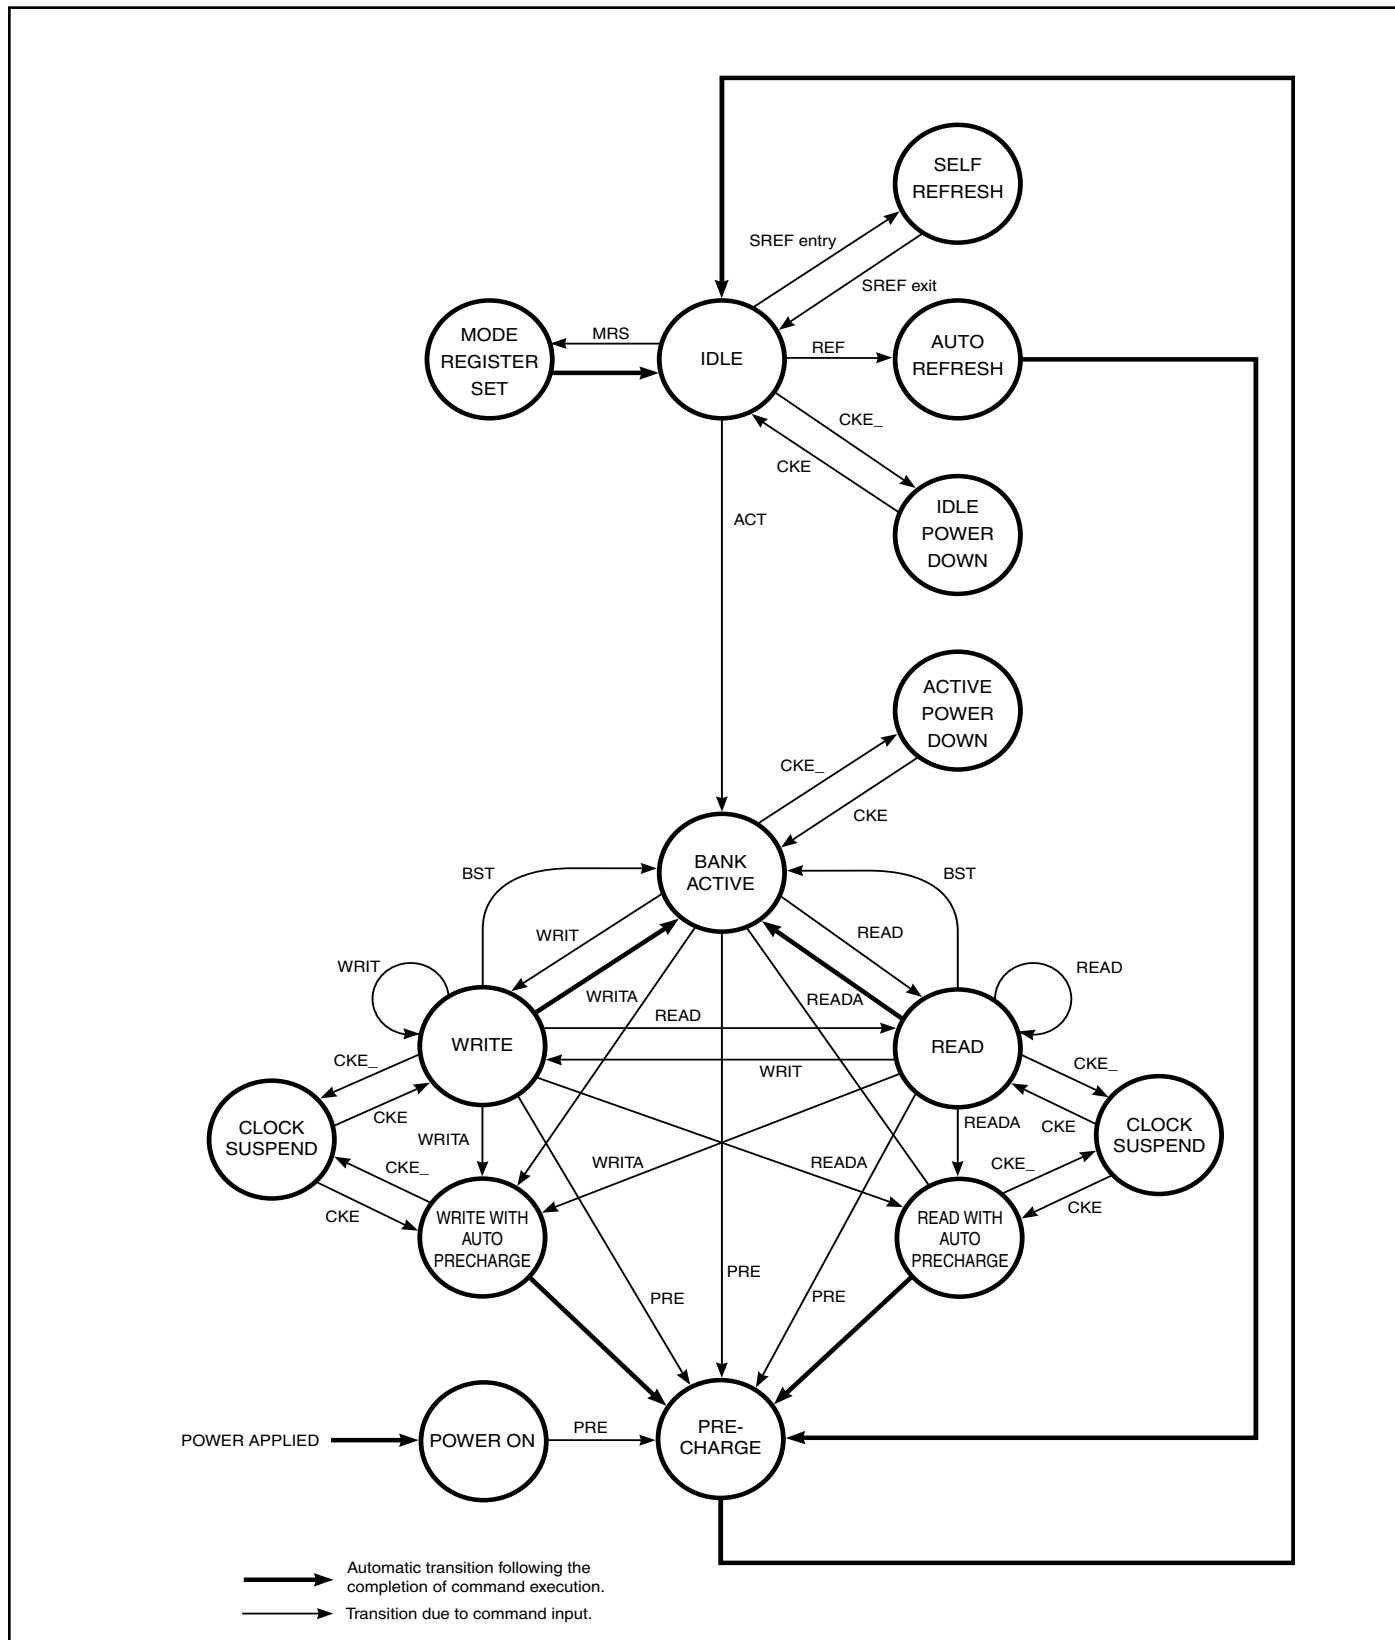 SELF
REFRESH
SREF entry
SREF exit
MODE
REGISTER
SET
MRS
IDLE
REF
AUTO
REFRESH
CKE_
CKE
IDLE
POWER
DOWN
ACT
ACTIVE
POWER
DOWN
CKE_
CKE
BANK
ACTIVE
BST
BST
WRIT
READ
WRIT
READ
WRITA
READA
READ
WRITE
READ
WRIT
CKE_
CKE_
CKE
CKE
CLOCK
SUSPEND
CLOCK
SUSPEND
WRITA
READA
WRITA
READA
CKE_
CKE_
CKE
CKE
WRITE WITH
AUTO
PRECHARGE
READ WITH
AUTO
PRECHARGE
PRE
PRE
PRE
POWER APPLIED
POWER ON
PRE
PRE-
CHARGE
Automatic transition following the
completion of command execution.
Transition due to command input.